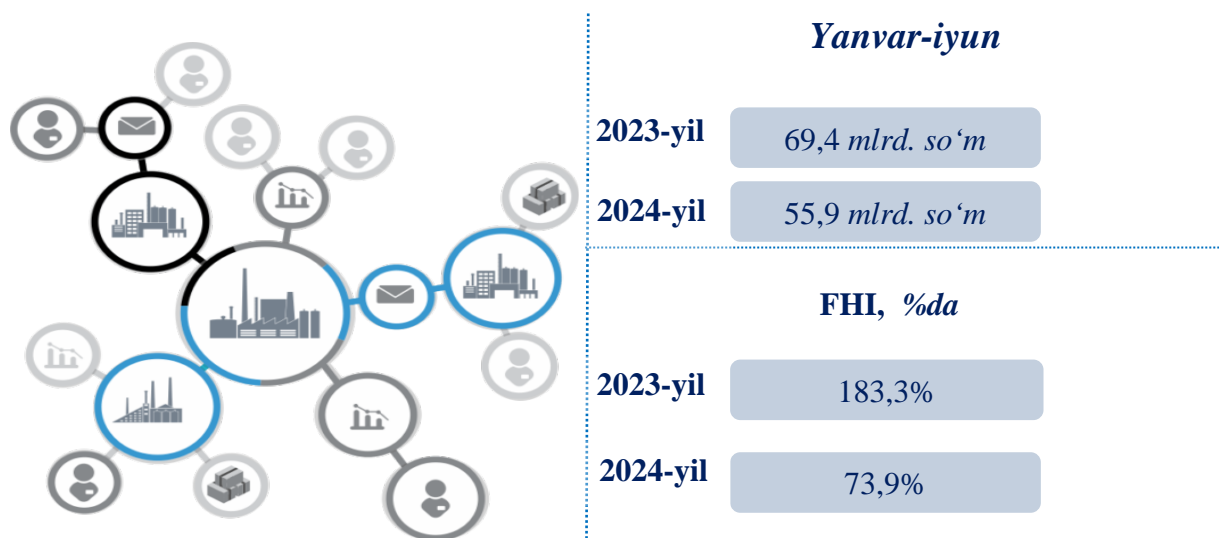 Yanvar-iyun
2023-yil 69,4 mlrd. so‘m
2024-yil 55,9 mlrd. so‘m
FHI, %da
2023-yil 183,3%
2024-yil 73,9%